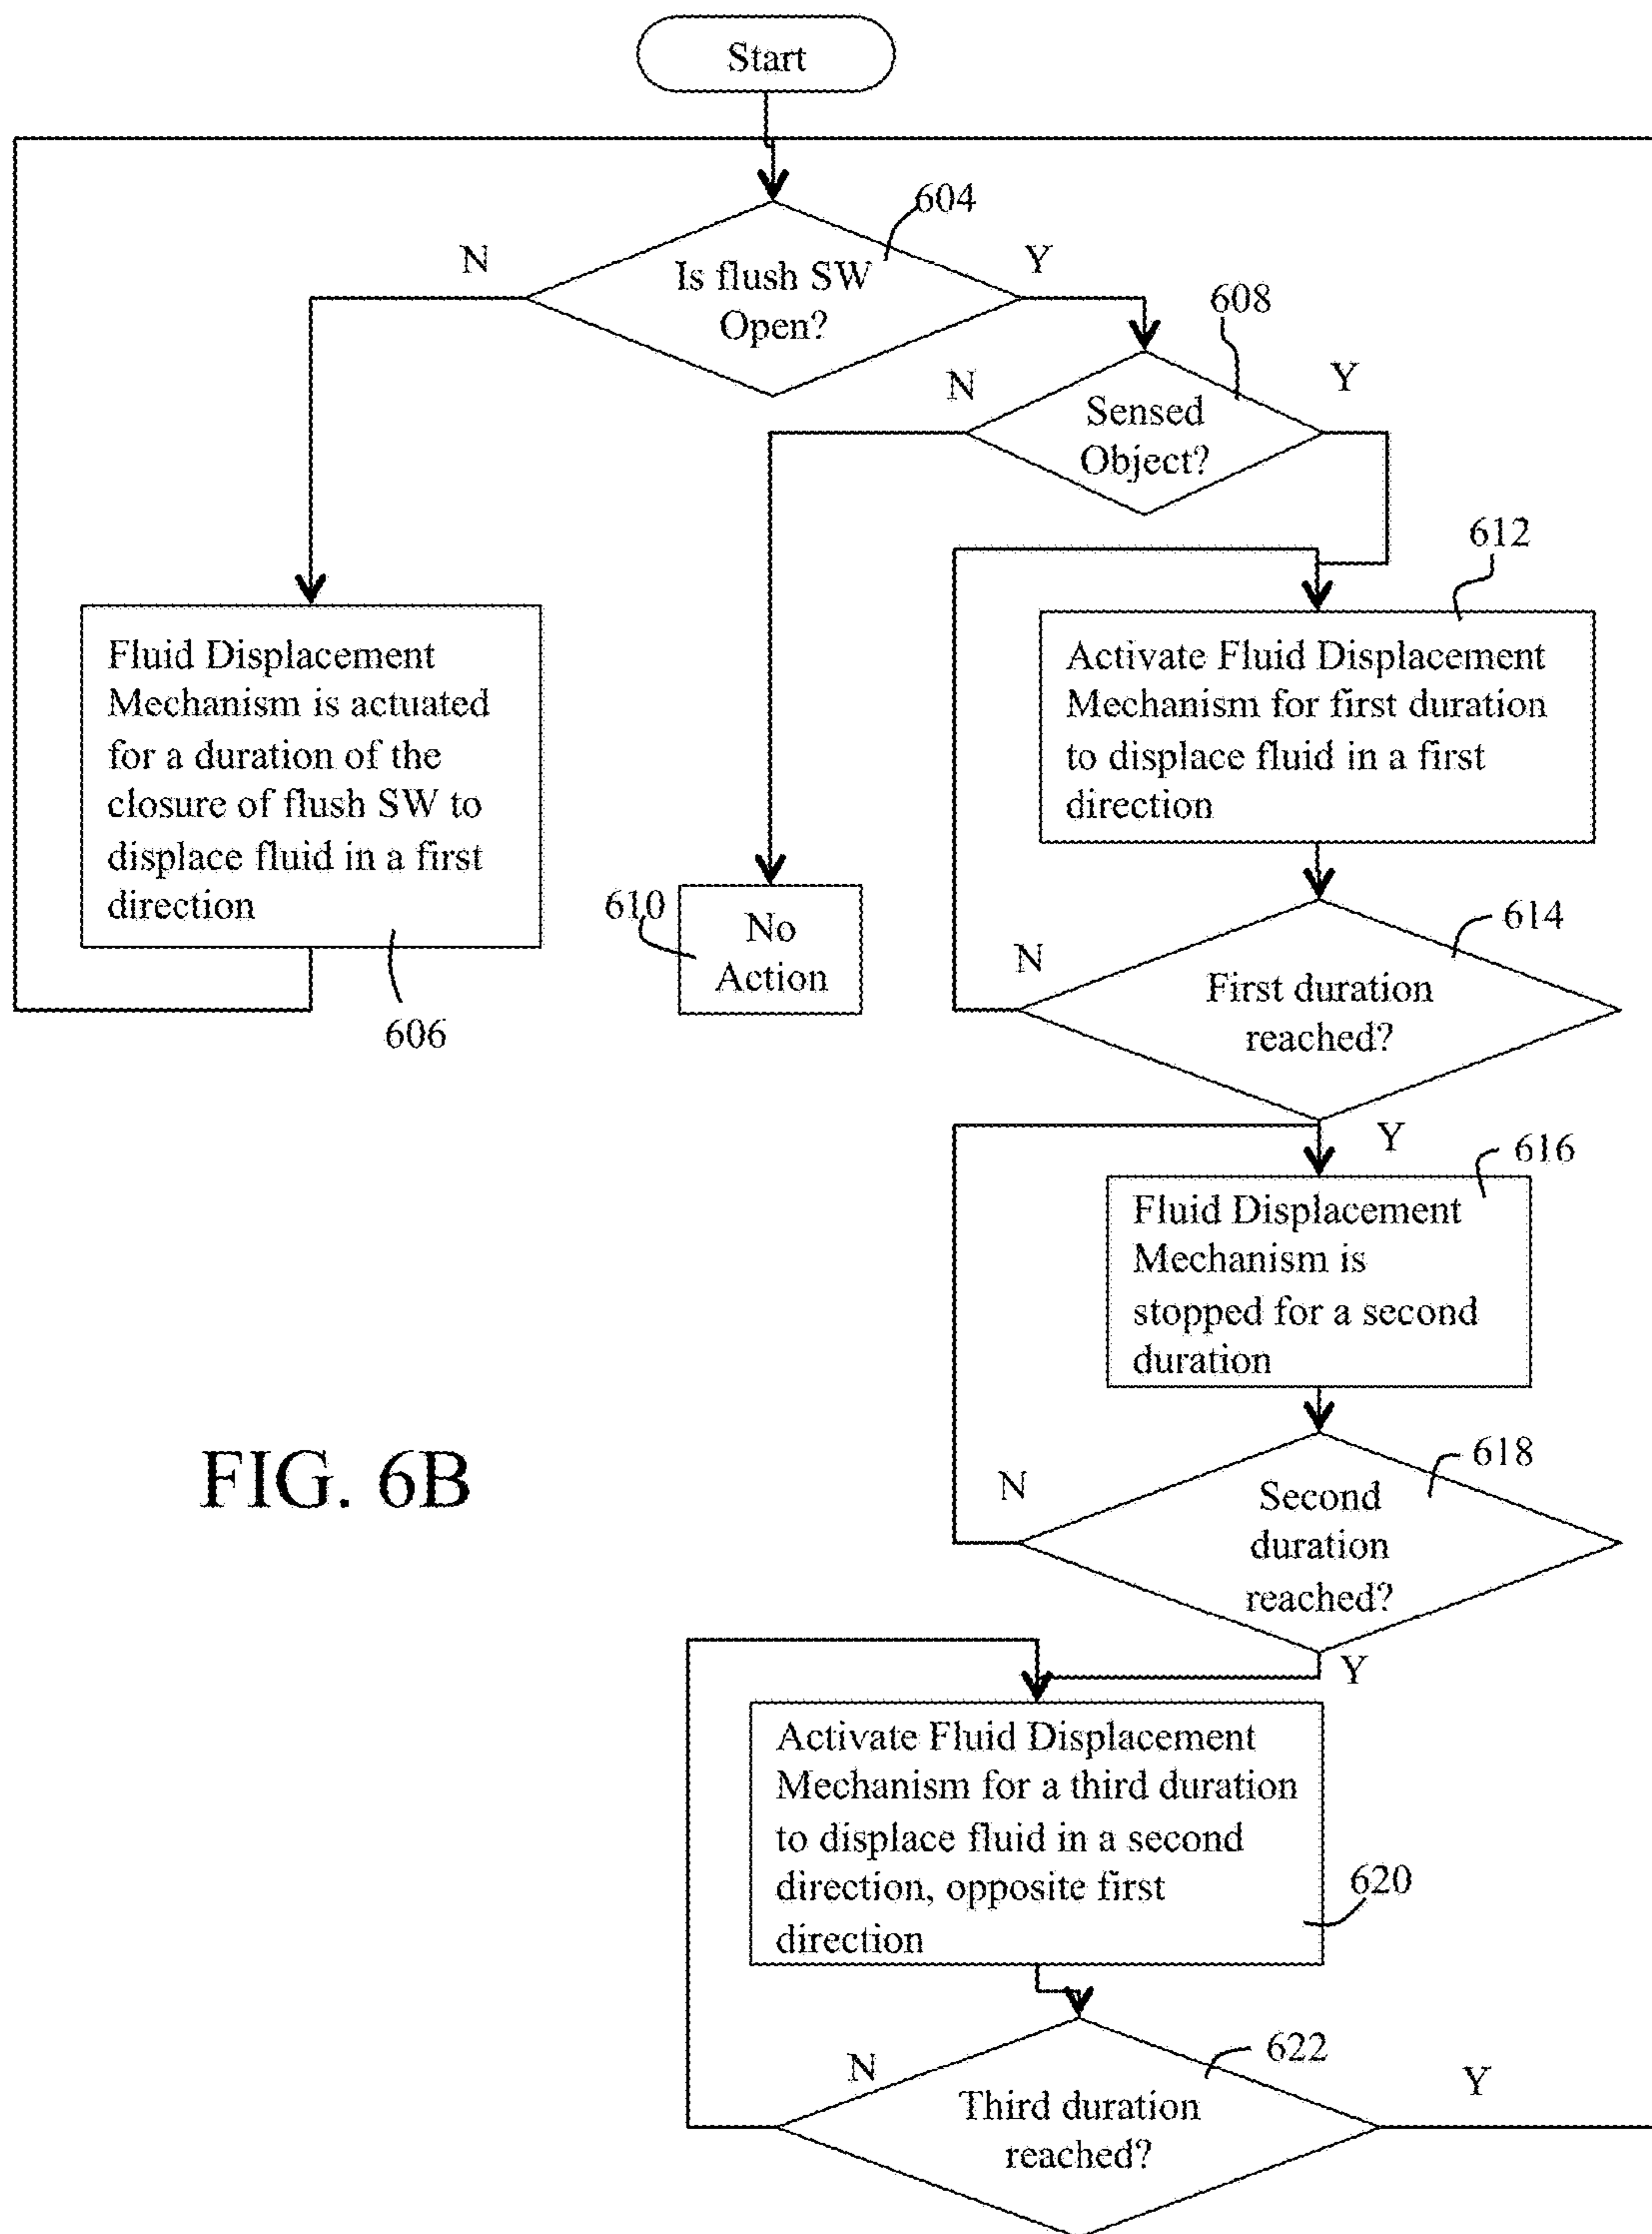 Start
604
N
Y
Is flush SW
Open?
608
N
Y
Sensed
Object?
612
Fluid Displacement
Mechanism is actuated
for a duration of the
closure of flush SW to
displace fluid in a first
direction
606
Activate Fluid Displacement
Mechanism for first duration
to displace fluid in a first
direction
610
No
Action
614
N
First duration
reached?
Y
616
Fluid Displacement
Mechanism is
stopped for a second
duration
FIG. 6B
618
N
Second
duration
reached?
Y
Activate Fluid Displacement
Mechanism for a third duration
to displace fluid in a second
direction, opposite first
direction
620
622
N
Y
Third duration
reached?